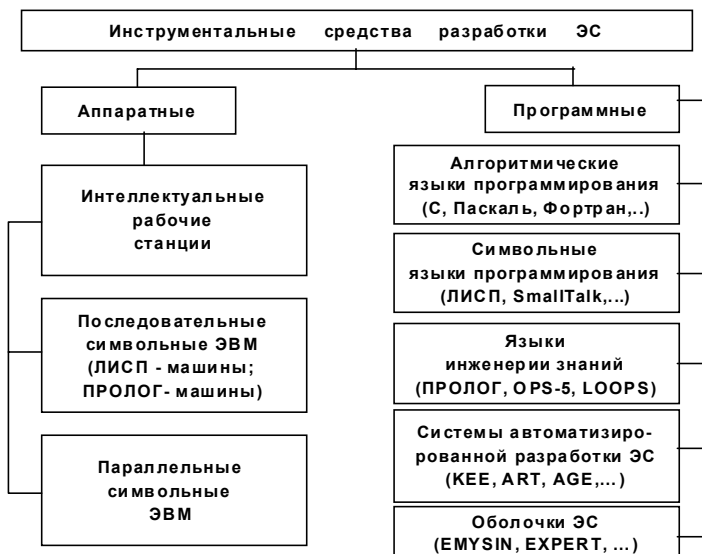 Инструментальные средства разработки ЭС
Аппаратные
Программные
Интеллектуальные
рабочие
станции
Последовательные
символьные ЭВМ
(ЛИСП - машины;
ПРОЛОГ- машины)
Параллельные
символьные
ЭВМ
Алгоритмические
языки программирования
(С, Паскаль, Фортран,..)
Символьные
языки программирования
(ЛИСП, SmallTalk,...)
Языки
инженерии знаний
(ПРОЛОГ, OPS-5, LOOPS)
Системы автоматизиро-
рованной разработки ЭС
(KEE, ART, AGE,...)
Оболочки ЭС
(EMYSIN, EXPERT, ...)